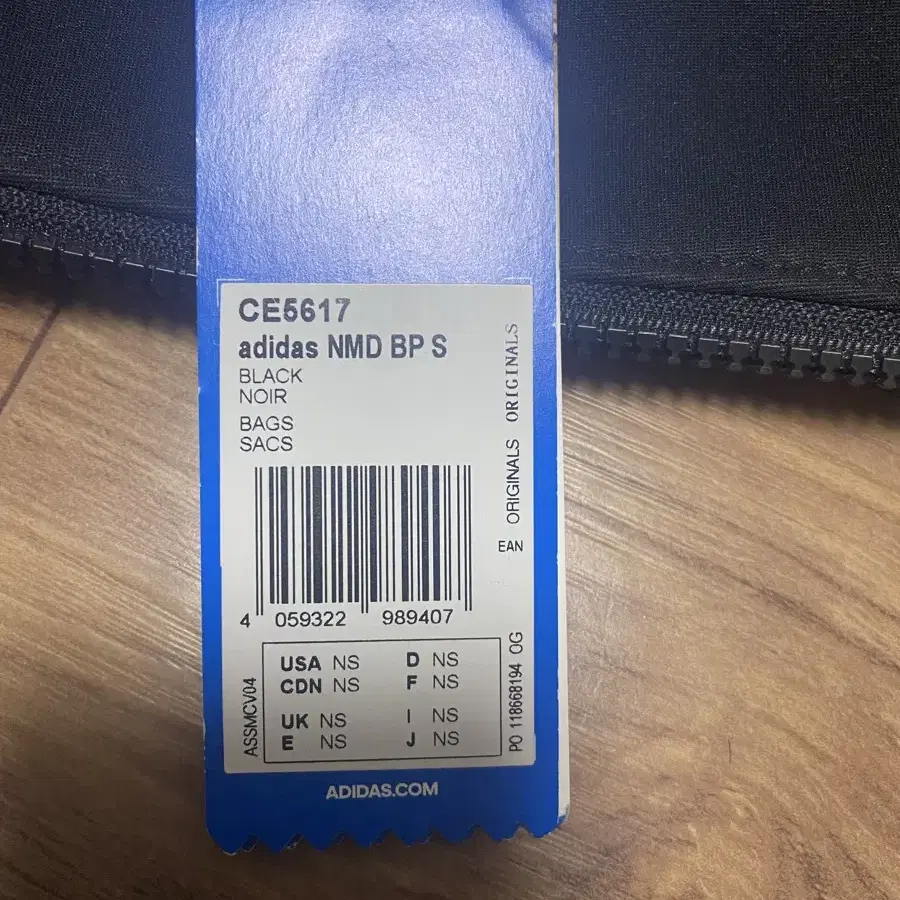 CE5617
adidas NMD BP S
BLACK
NOIR
BAGS
SACS
ORIGINALS ORIGINALS
EAN
4 059322 989407
USA NS D NS
CDN NS F NS
UK NS I NS
E NS J NS
ASSMCV04
PO 118668194 OG
ADIDAS.COM